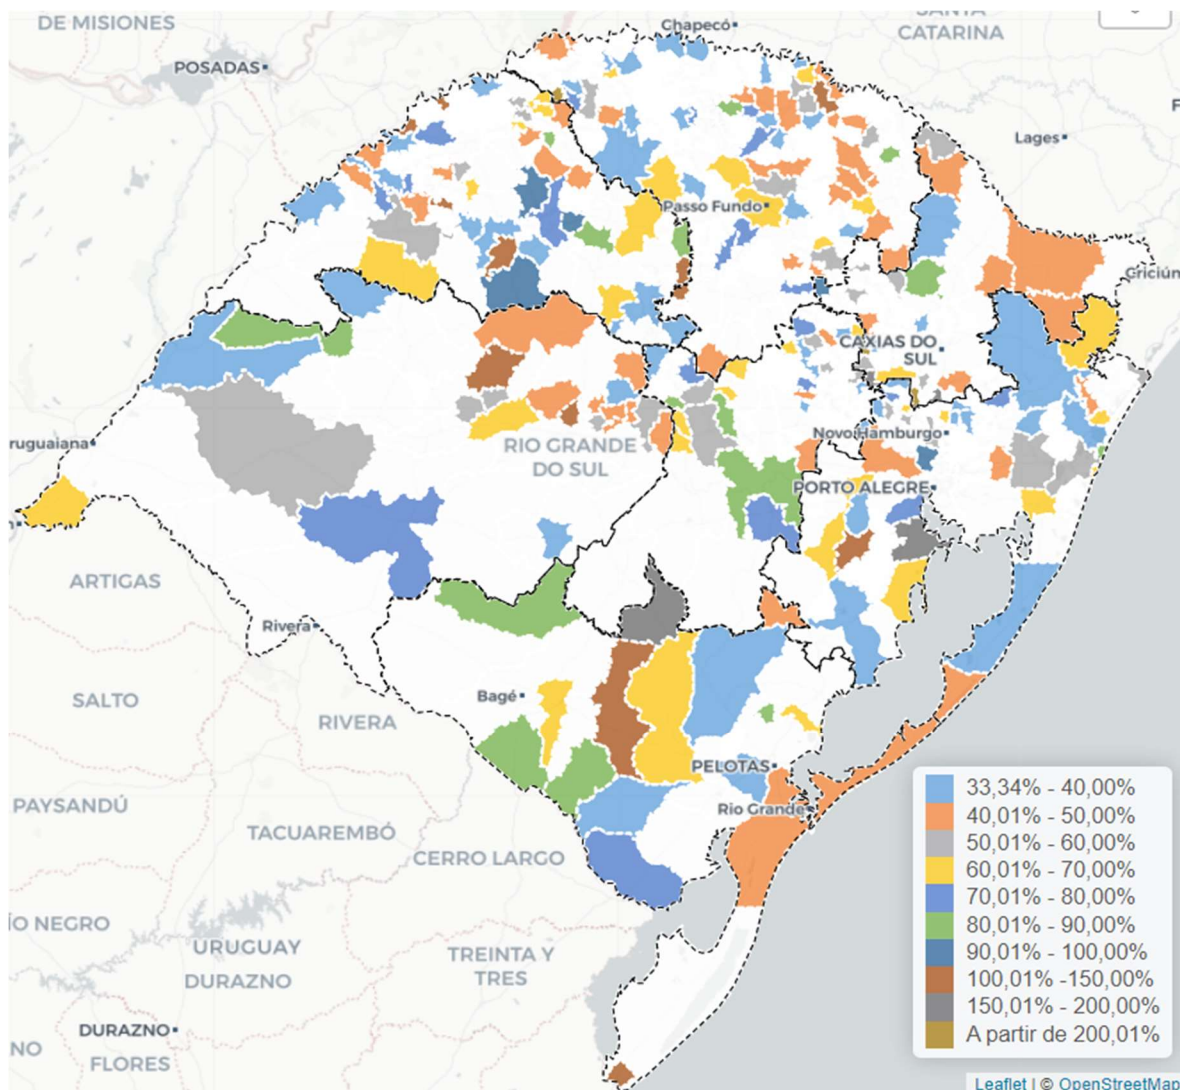 Chapecó
SANTA
CATARINA
DE MISIONES
POSADAS
Lages
Passo Fundo
Criciún
CAXIAS DO
SUL
ruguaiana
RIO GRANDE
DO SUL
Novo Hamburgo
PORTO ALEGRE
ARTIGAS
Rivera
SALTO
RIVERA
Bagé
PELOTAS
Rio Grande
PAYSANDÚ
TACUAREMBÓ
CERRO LARGO
ÍO NEGRO
URUGUAY
DURAZNO
TREINTA Y
TRES
DURAZNO
FLORES
NO
33,34% - 40,00%
40,01% - 50,00%
50,01% - 60,00%
60,01% - 70,00%
70,01% - 80,00%
80,01% - 90,00%
90,01% - 100,00%
100,01% -150,00%
150,01% - 200,00%
A partir de 200,01%
Leaflet | © OpenStreetMap